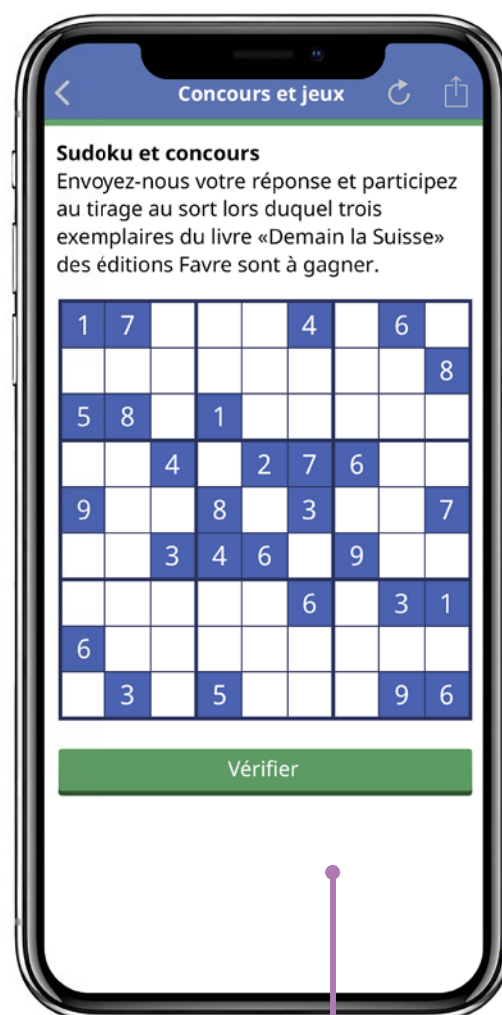 Concours et jeux
Sudoku et concours
Envoyez-nous votre réponse et participez
au tirage au sort lors duquel trois
exemplaires du livre «Demain la Suisse»
des éditions Favre sont à gagner.
1 7 4 6
8
5 8 1
4 2 7 6
9 8 3 7
3 4 6 9
6 3 1
6
3 5 9 6
Vérifier